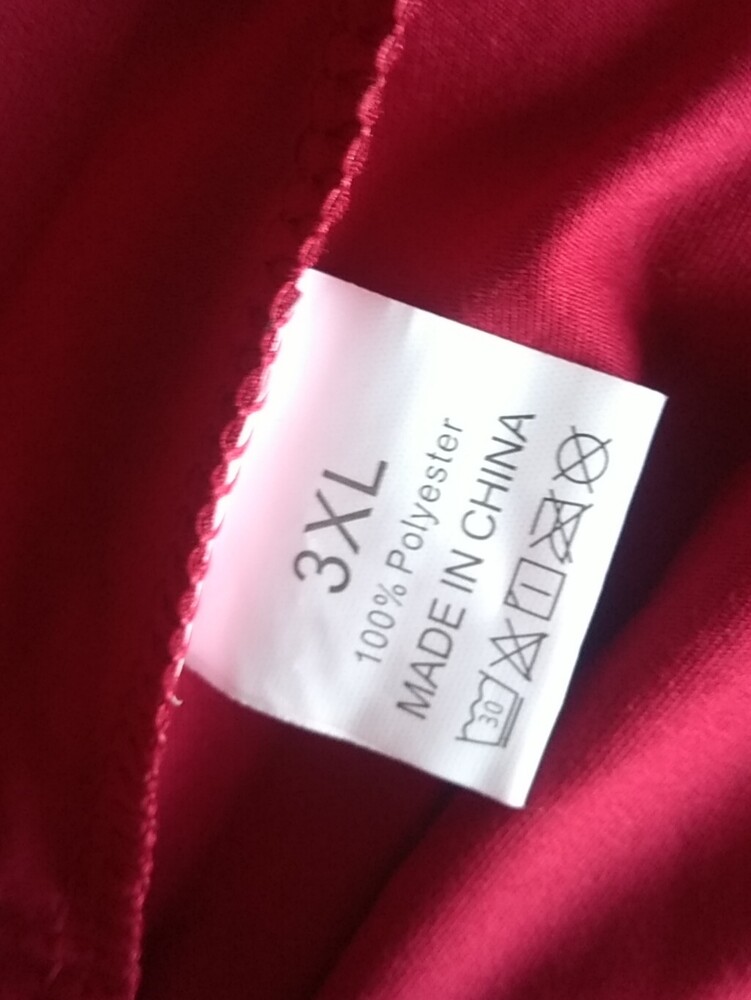 3XL
100% Polyester
MADE IN CHINA
30